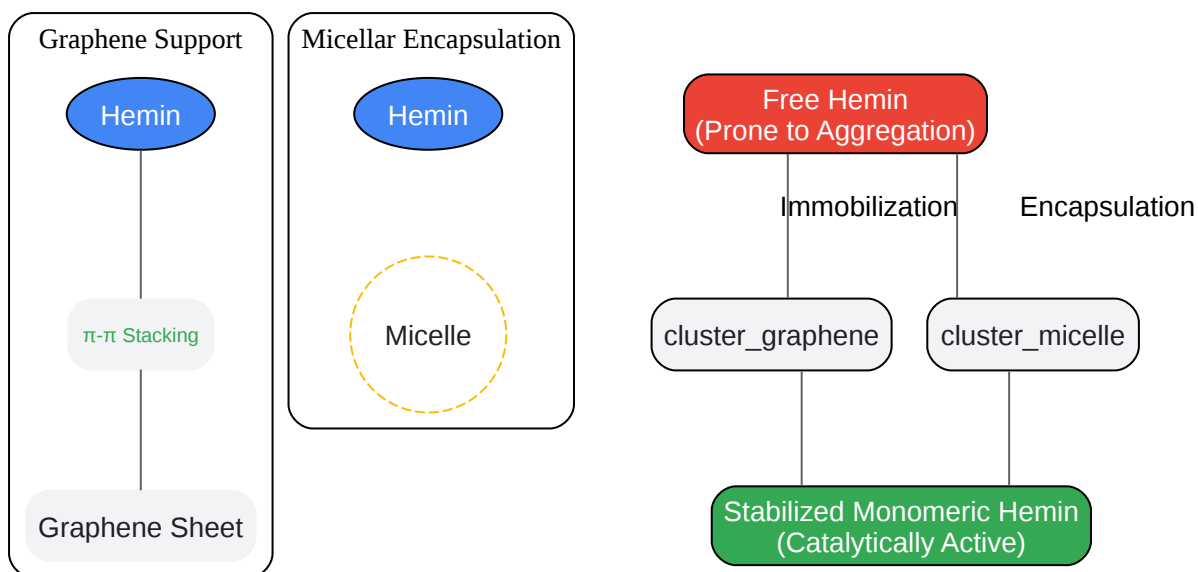 Graphene Support
Hemin
π-π Stacking
Graphene Sheet
Micellar Encapsulation
Hemin
Micelle
Free Hemin
(Prone to Aggregation)
Immobilization
Encapsulation
cluster_graphene
cluster_micelle
Stabilized Monomeric Hemin
(Catalytically Active)